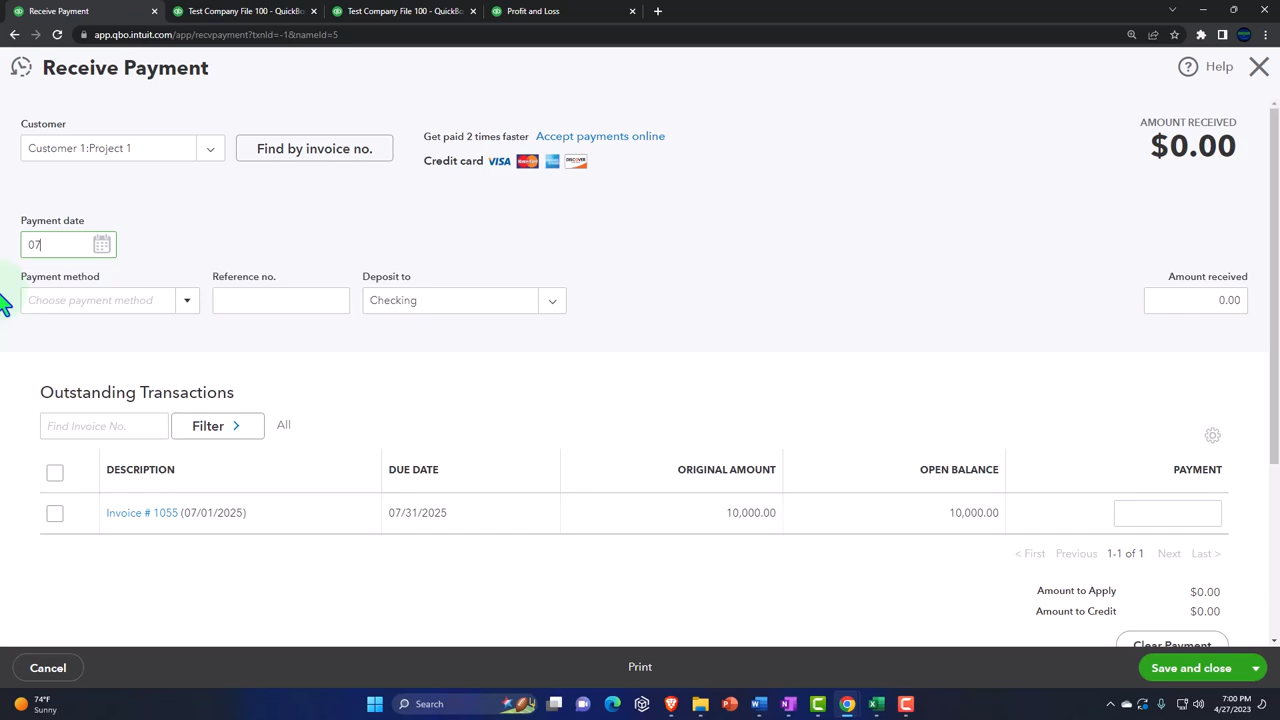 Receive Payment
Test Company File 100 - QuickBo
Test Company File 100 - QuickBo
Profit and Loss
app.qbo.intuit.com/app/recvpayment?txnId=-1&nameId=5
Receive Payment
Help
Customer
Customer 1:Project 1
Find by invoice no.
Get paid 2 times faster Accept payments online
Credit card VISA
DISCOVER
AMOUNT RECEIVED
$0.00
Payment date
07
Payment method
Reference no.
Deposit to
Amount received
Choose payment method
Checking
0.00
Outstanding Transactions
Find Invoice No.
Filter
All
DESCRIPTION
DUE DATE
ORIGINAL AMOUNT
OPEN BALANCE
PAYMENT
Invoice # 1055 (07/01/2025)
07/31/2025
10,000.00
10,000.00
< First
Previous
1-1 of 1
Next
Last >
Amount to Apply
$0.00
Amount to Credit
$0.00
Clear Payment
Cancel
Print
Save and close
74°F
Sunny
Search
7:00 PM
4/27/2023